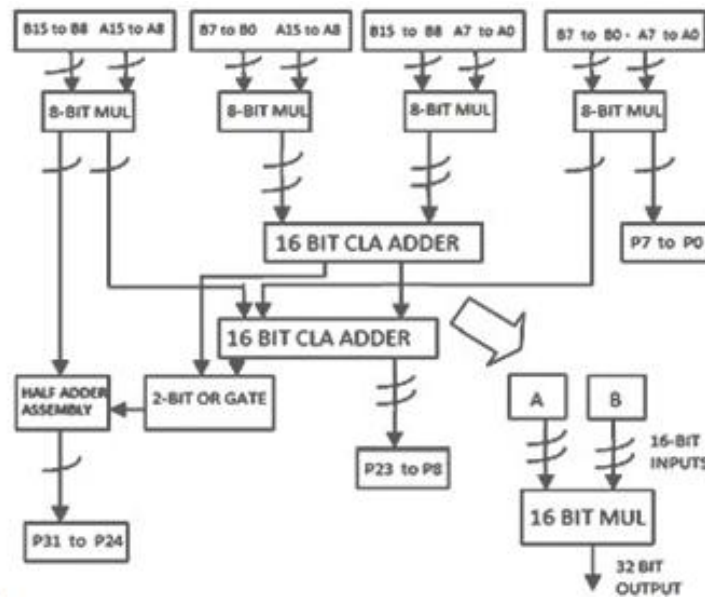 B15 to B8 A15 to A8
B7 to B0 A15 to A8
B15 to B8 A7 to A0
B7 to B0 - A7 to A0
8-BIT MUL
8-BIT MUL
8-BIT MUL
8-BIT MUL
16 BIT CLA ADDER
P7 to P0
16 BIT CLA ADDER
HALF ADDER
ASSEMBLY
2-BIT OR GATE
A
B
16-BIT
INPUTS
P23 to P8
16 BIT MUL
P31 to P24
32 BIT
OUTPUT